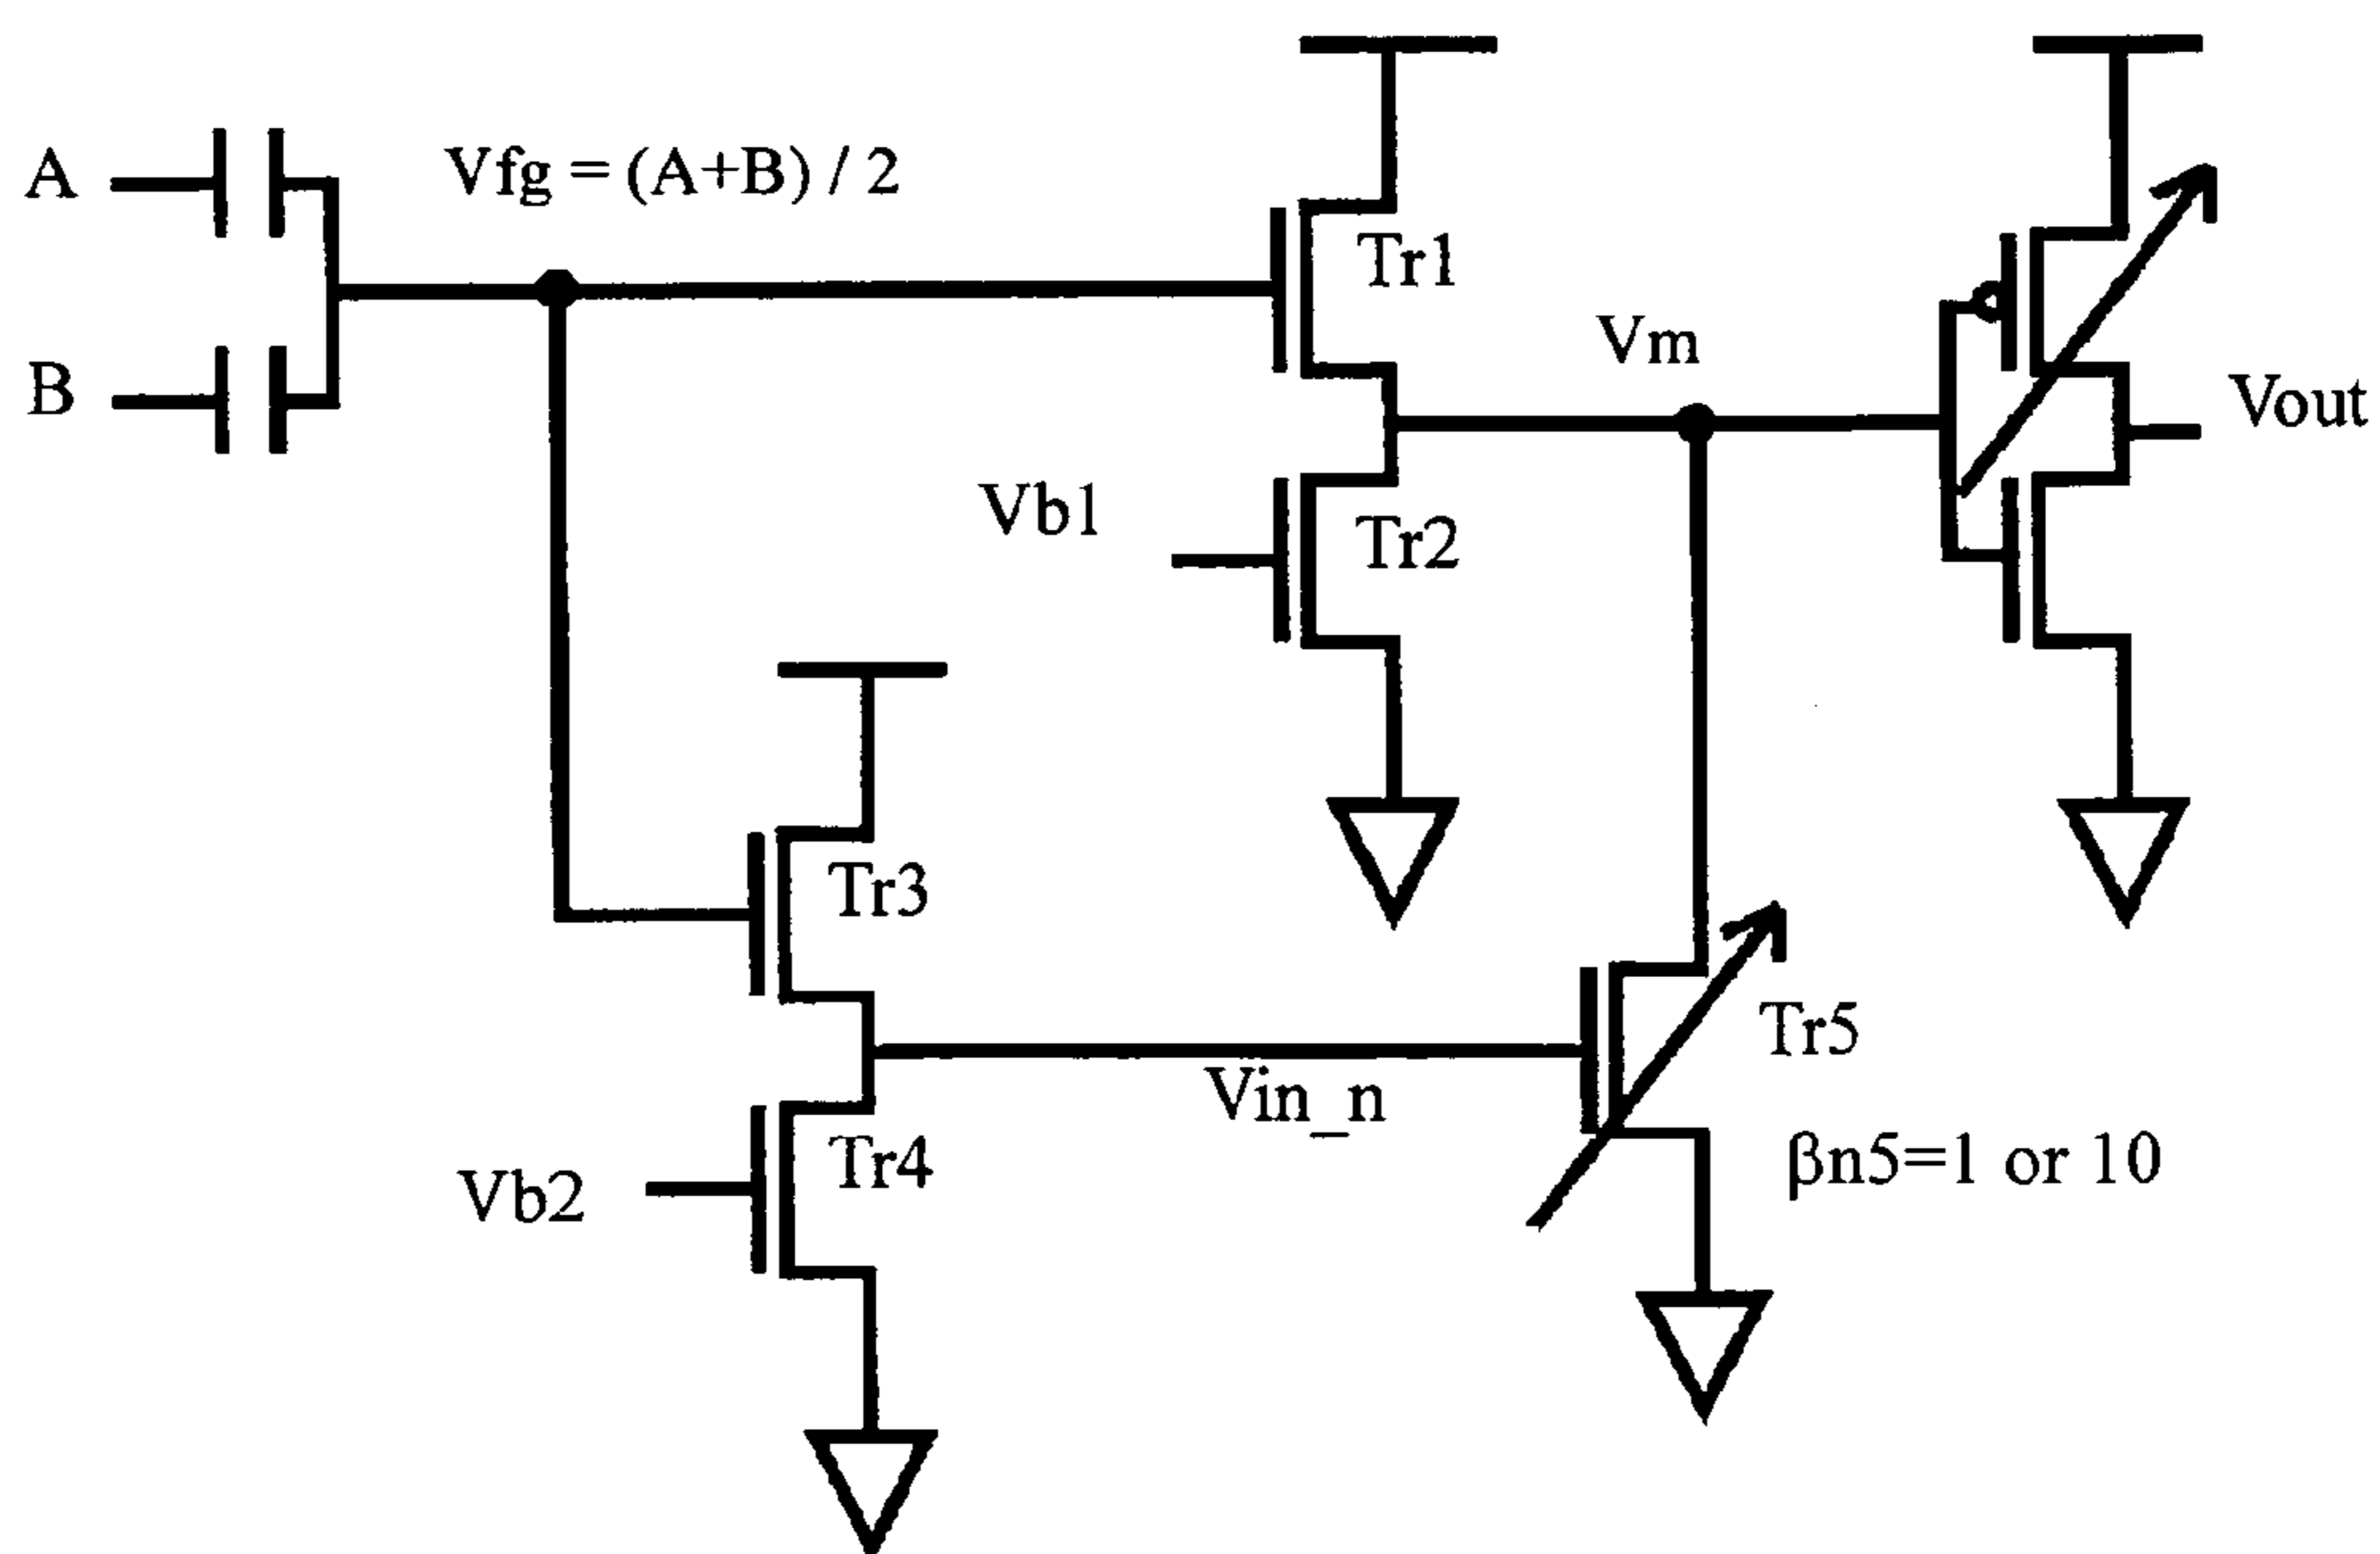 A
Vfg = (A+B) / 2
Tr1
Vm
B
Vout
Vb1
Tr2
Tr3
Tr5
Vin_n
Tr4
βn5=1 or 10
Vb2